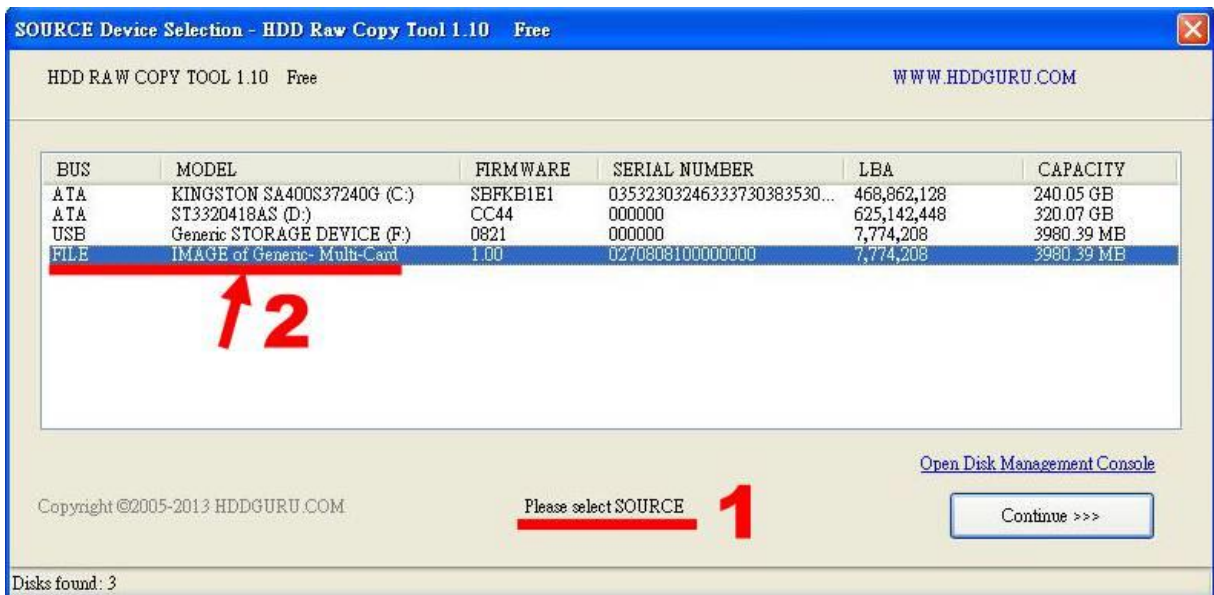 SOURCE Device Selection - HDD Raw Copy Tool 1.10 Free
HDD RAW COPY TOOL 1.10 Free WWW.HDDGURU.COM
BUS MODEL FIRMWARE SERIAL NUMBER LBA CAPACITY
ATA KINGSTON SA400S37240G (C:) SBFKB1E1 03532303246333730383530... 468,862,128 240.05 GB
ATA ST3320418AS (D:) CC44 000000 625,142,448 320.07 GB
USB Generic STORAGE DEVICE (F:) 0821 000000 7,774,208 3980.39 MB
FILE IMAGE of Generic- Multi-Card 1.00 0270808100000000 7,774,208 3980.39 MB
2
Open Disk Management Console
Copyright ©2005-2013 HDDGURU.COM Please select SOURCE 1 Continue >>>
Disks found: 3